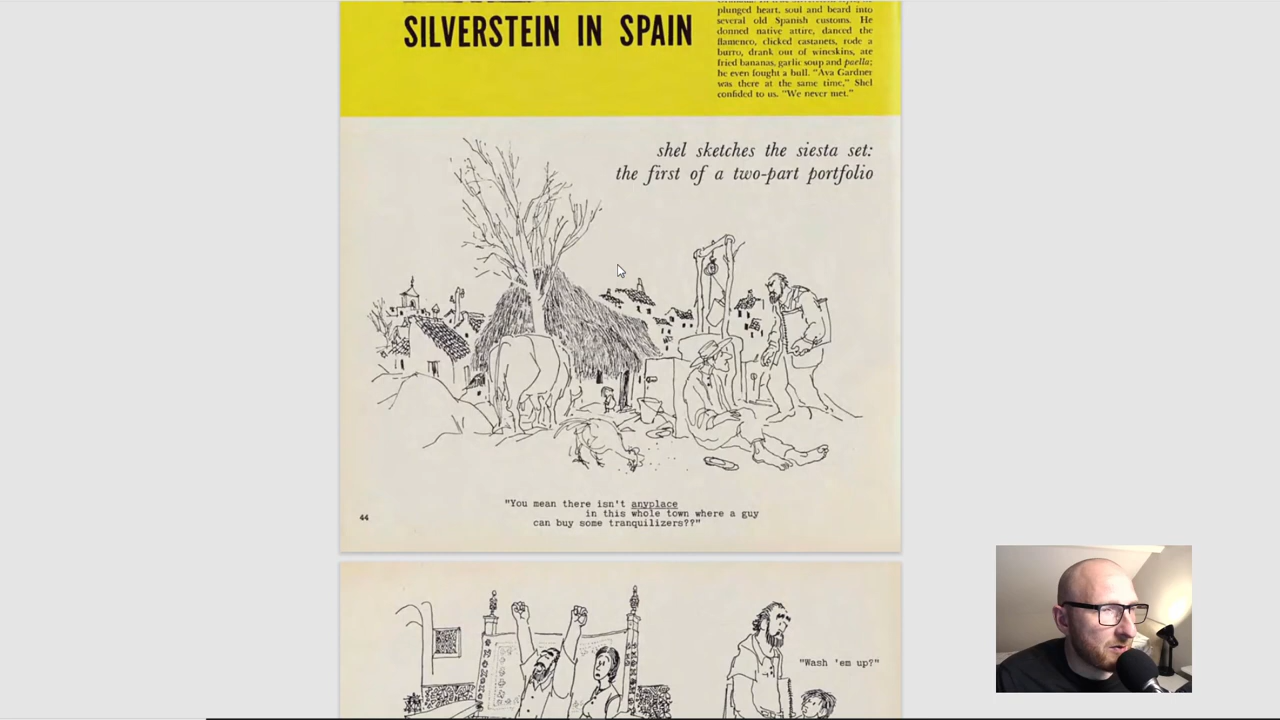 SILVERSTEIN IN SPAIN
plunged heart, soul and beard into
several old Spanish customs. He
donned native attire, danced the
flamenco, clicked castanets, rode a
burro, drank out of wineskins, ate
fried bananas, garlic soup and paella;
he even fought a bull. "Ava Gardner
was there at the same time," Shel
confided to us. "We never met."
shel sketches the siesta set:
the first of a two-part portfolio
"You mean there isn't anyplace
in this whole town where a guy
can buy some tranquilizers??"
44
"Wash 'em up?"